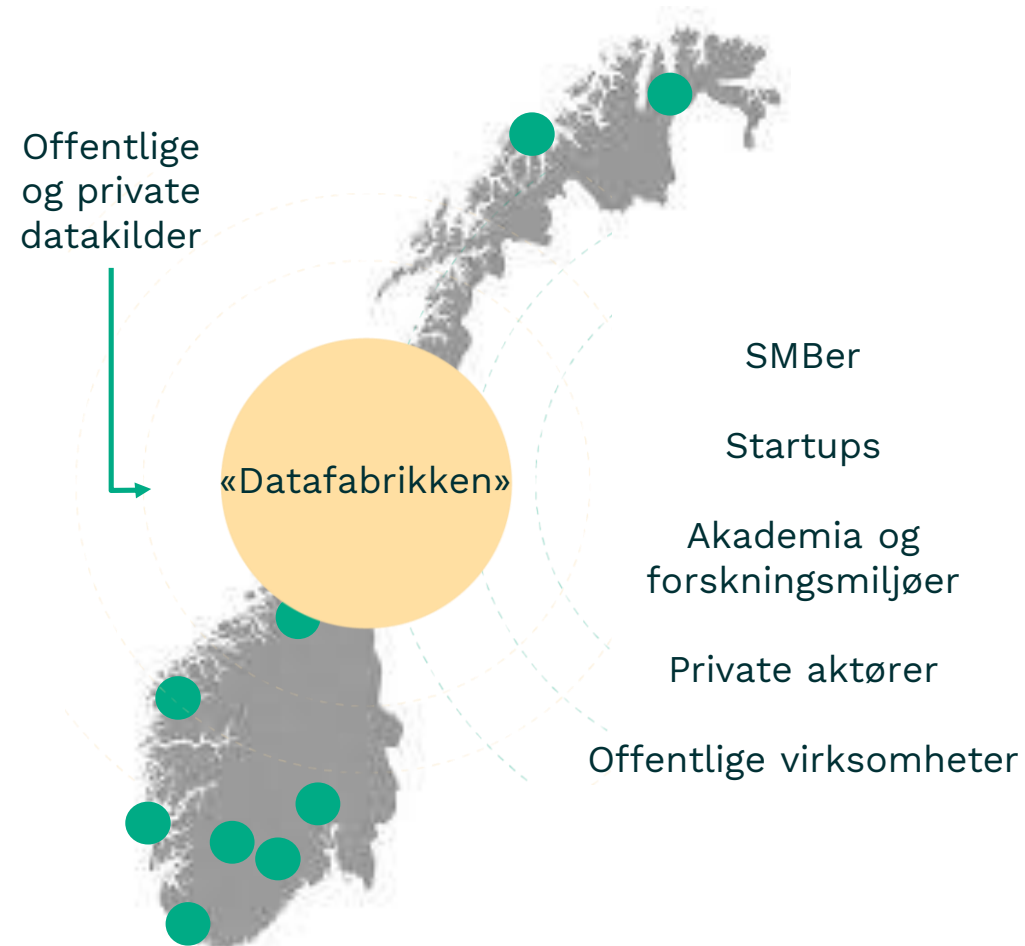 Offentlige
og private
datakilder
«Datafabrikken»
SMBer
Startups
Akademia og
forskningsmiljøer
Private aktører
Offentlige virksomheter